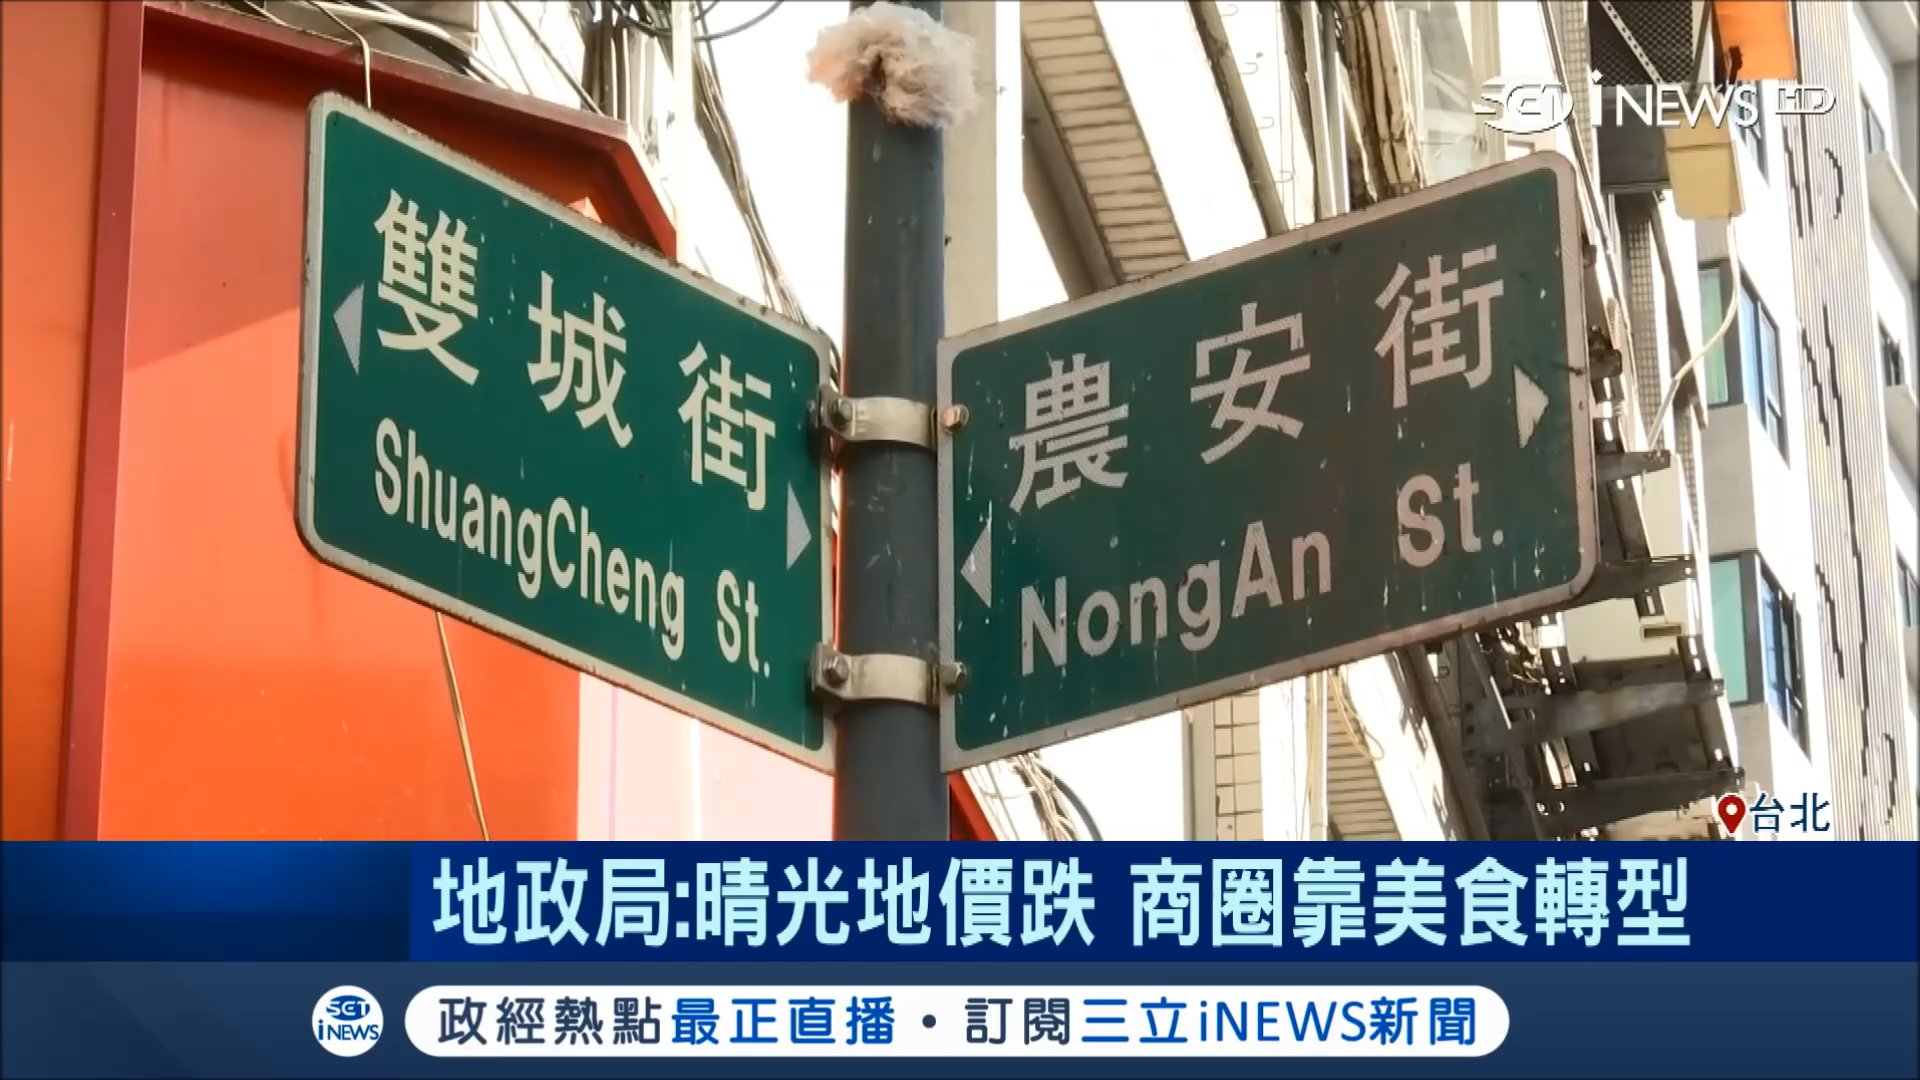 SET iNEWS HD
雙城街
ShuangCheng St.
農安街
NongAn St.
台北
地政局:晴光地價跌 商圈靠美食轉型
SET iNEWS
政經熱點最正直播・訂閱三立iNEWS新聞